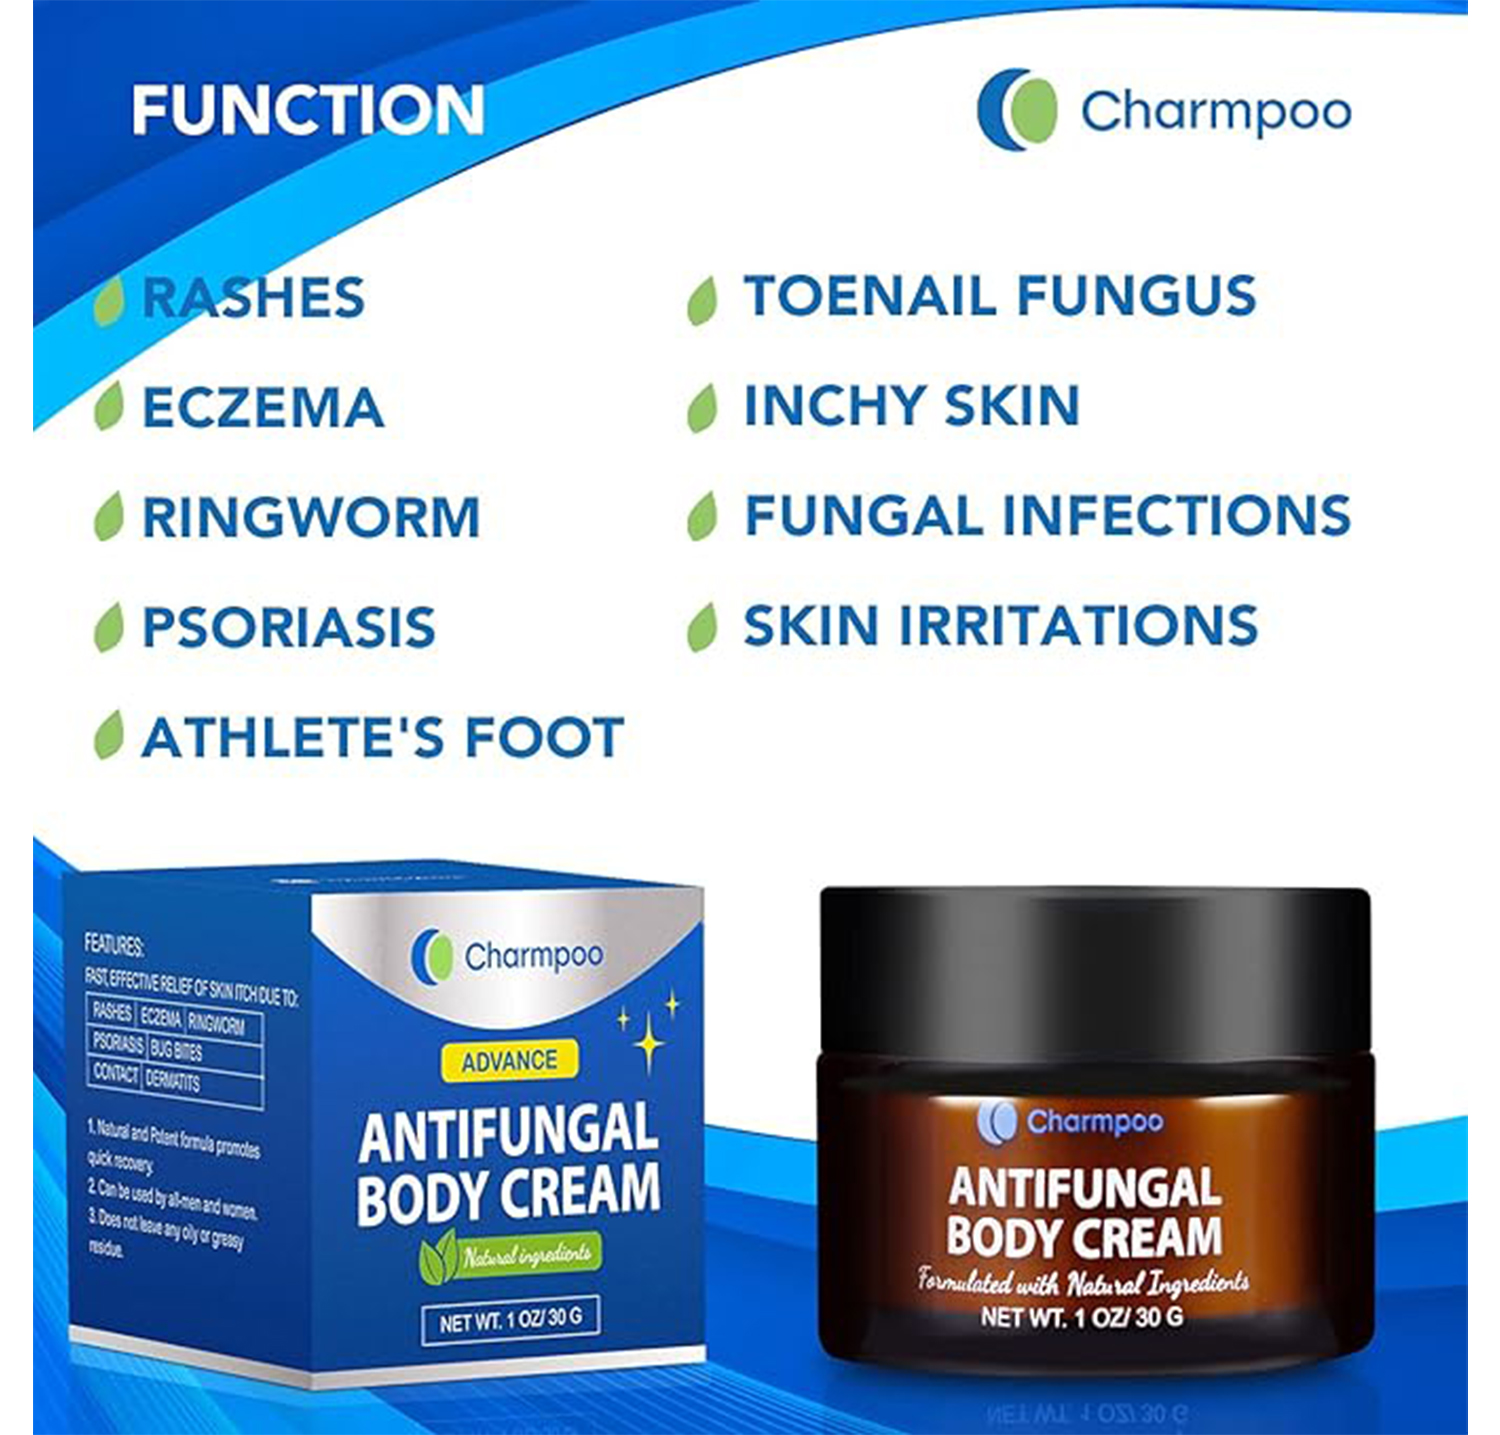 FUNCTION
Charmpoo
RASHES
ECZEMA
RINGWORM
PSORIASIS
ATHLETE'S FOOT
TOENAIL FUNGUS
INCHY SKIN
FUNGAL INFECTIONS
SKIN IRRITATIONS
FEATURES:
FAST, EFFECTIVE RELIEF OF SKIN ITCH DUE TO:
RASHES ECZEMA RINGWORM
PSORIASIS BUG BITES
CONTACT DERMATITS
1. Natural and Potent formula promotes
quick recovery.
2. Can be used by all-men and women.
3. Does not leave any oily or greasy
residue.
Charmpoo
ADVANCE
ANTIFUNGAL
BODY CREAM
Natural ingredients
NET WT. 1 OZ/ 30 G
Charmpoo
ANTIFUNGAL
BODY CREAM
Formulated with Natural Ingredients
NET WT. 1 OZ/ 30 G